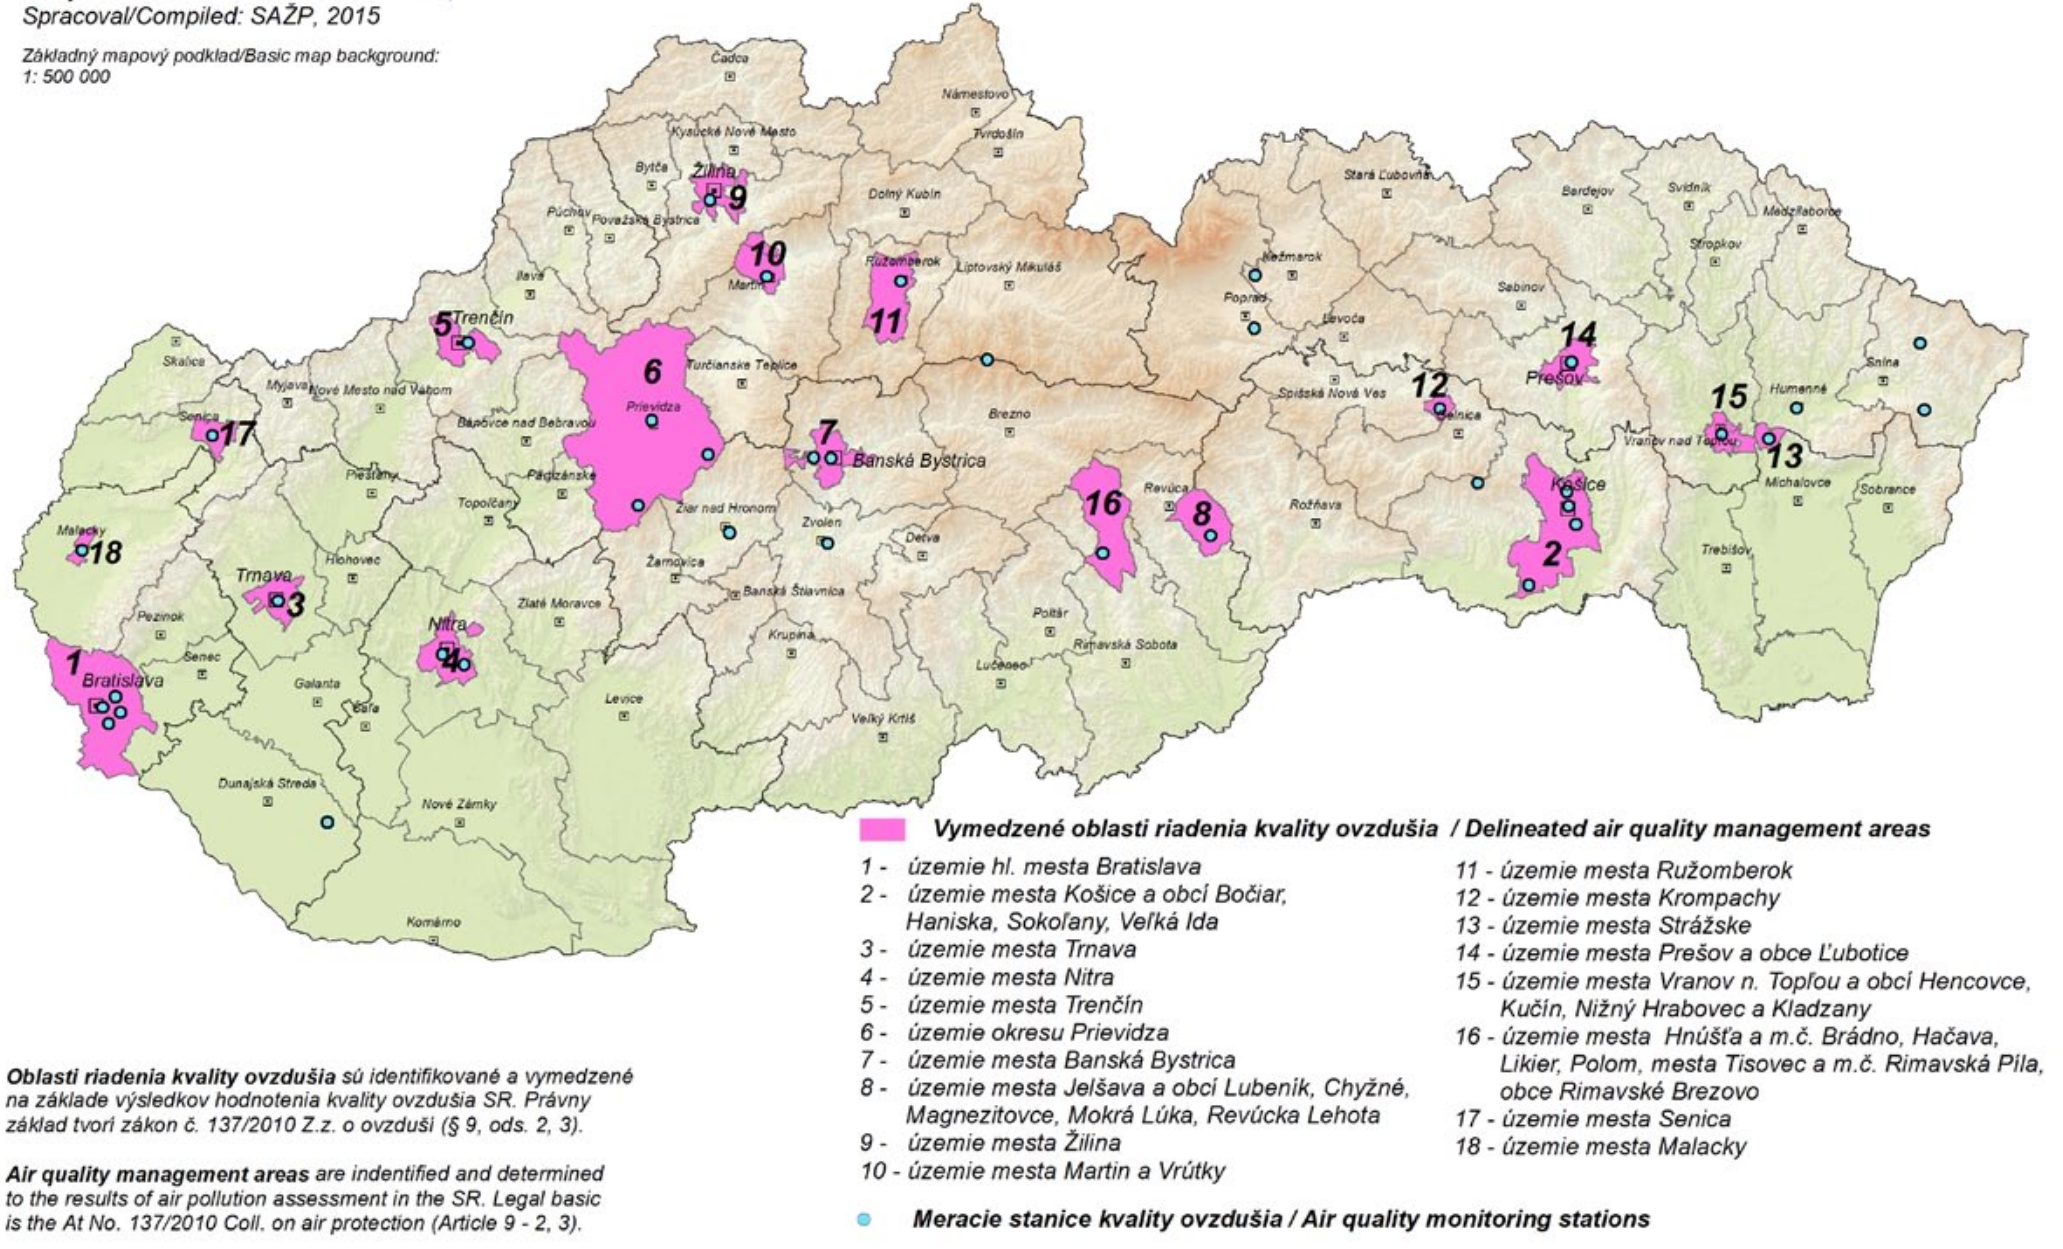 Spracoval/Compiled: SAŽP, 2015
Základný mapový podklad/Basic map background:
1: 500 000
Čadca
Námestovo
Tvrdošín
Kysucké Nové Mesto
Bytča
Žilina
9
Púchov
Považská Bystrica
Dolný Kubín
Stará Ľubovňa
Bardejov
Svidník
Medzilaborce
Stropkov
10
Martin
Ružomberok
11
Liptovský Mikuláš
Kežmarok
Poprad
Levoča
Sabinov
Ilava
5
Trenčín
14
Prešov
Skalica
Myjava
Nové Mesto nad Váhom
6
Prievidza
Turčianske Teplice
Spišská Nová Ves
12
Gelnica
15
Humenné
Snina
Senica
17
Bánovce nad Bebravou
7
Banská Bystrica
Brezno
Vranov nad Topľou
13
Michalovce
Sobrance
Piešťany
Partizánske
Topoľčany
Žiar nad Hronom
Zvolen
Detva
16
Revúca
8
Rožňava
Košice
2
Trebišov
Malacky
18
Hlohovec
Trnava
3
Žarnovica
Banská Štiavnica
Zlaté Moravce
Pezinok
Nitra
4
Krupina
Poltár
Rimavská Sobota
Lučenec
1
Bratislava
Senec
Galanta
Šaľa
Levice
Veľký Krtíš
Dunajská Streda
Nové Zámky
Komárno
Vymedzené oblasti riadenia kvality ovzdušia / Delineated air quality management areas
1 - územie hl. mesta Bratislava
2 - územie mesta Košice a obcí Bočiar,
Haniska, Sokoľany, Veľká Ida
3 - územie mesta Trnava
4 - územie mesta Nitra
5 - územie mesta Trenčín
6 - územie okresu Prievidza
7 - územie mesta Banská Bystrica
8 - územie mesta Jelšava a obcí Lubeník, Chyžné,
Magnezitovce, Mokrá Lúka, Revúcka Lehota
9 - územie mesta Žilina
10 - územie mesta Martin a Vrútky
11 - územie mesta Ružomberok
12 - územie mesta Krompachy
13 - územie mesta Strážske
14 - územie mesta Prešov a obce Ľubotice
15 - územie mesta Vranov n. Topľou a obcí Hencovce,
Kučín, Nižný Hrabovec a Kladzany
16 - územie mesta Hnúšťa a m.č. Brádno, Hačava,
Likier, Polom, mesta Tisovec a m.č. Rimavská Píla,
obce Rimavské Brezovo
17 - územie mesta Senica
18 - územie mesta Malacky
Meracie stanice kvality ovzdušia / Air quality monitoring stations
Oblasti riadenia kvality ovzdušia sú identifikované a vymedzené
na základe výsledkov hodnotenia kvality ovzdušia SR. Právny
základ tvorí zákon č. 137/2010 Z.z. o ovzduší (§ 9, ods. 2, 3).
Air quality management areas are indentified and determined
to the results of air pollution assessment in the SR. Legal basic
is the At No. 137/2010 Coll. on air protection (Article 9 - 2, 3).